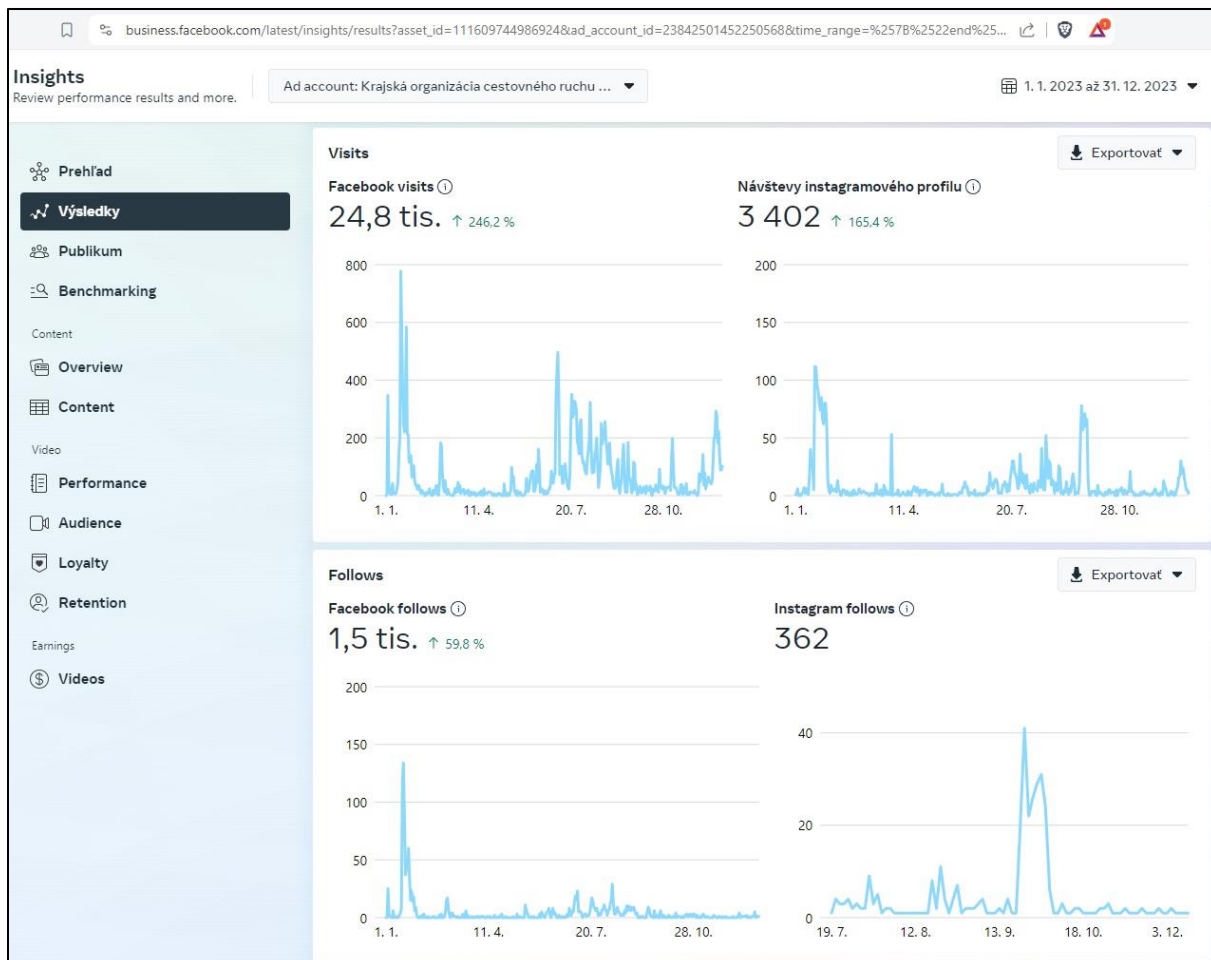 business.facebook.com/latest/insights/results?asset_id=111609744986924&ad_account_id=23842501452250568&time_range=%257B%2522end%25...
Insights
Review performance results and more.
Ad account: Krajská organizácia cestovného ruchu ...
1. 1. 2023 až 31. 12. 2023
Prehľad
Výsledky
Publikum
Benchmarking
Content
Overview
Content
Video
Performance
Audience
Loyalty
Retention
Earnings
Videos
Visits
Exportovať
Facebook visits
24,8 tis. ↑ 246,2 %
800
600
400
200
0
1. 1. 11. 4. 20. 7. 28. 10.
Návštevy instagramového profilu
3 402 ↑ 165,4 %
200
150
100
50
0
1. 1. 11. 4. 20. 7. 28. 10.
Follows
Exportovať
Facebook follows
1,5 tis. ↑ 59,8 %
200
150
100
50
0
1. 1. 11. 4. 20. 7. 28. 10.
Instagram follows
362
40
20
0
19. 7. 12. 8. 13. 9. 18. 10. 3. 12.